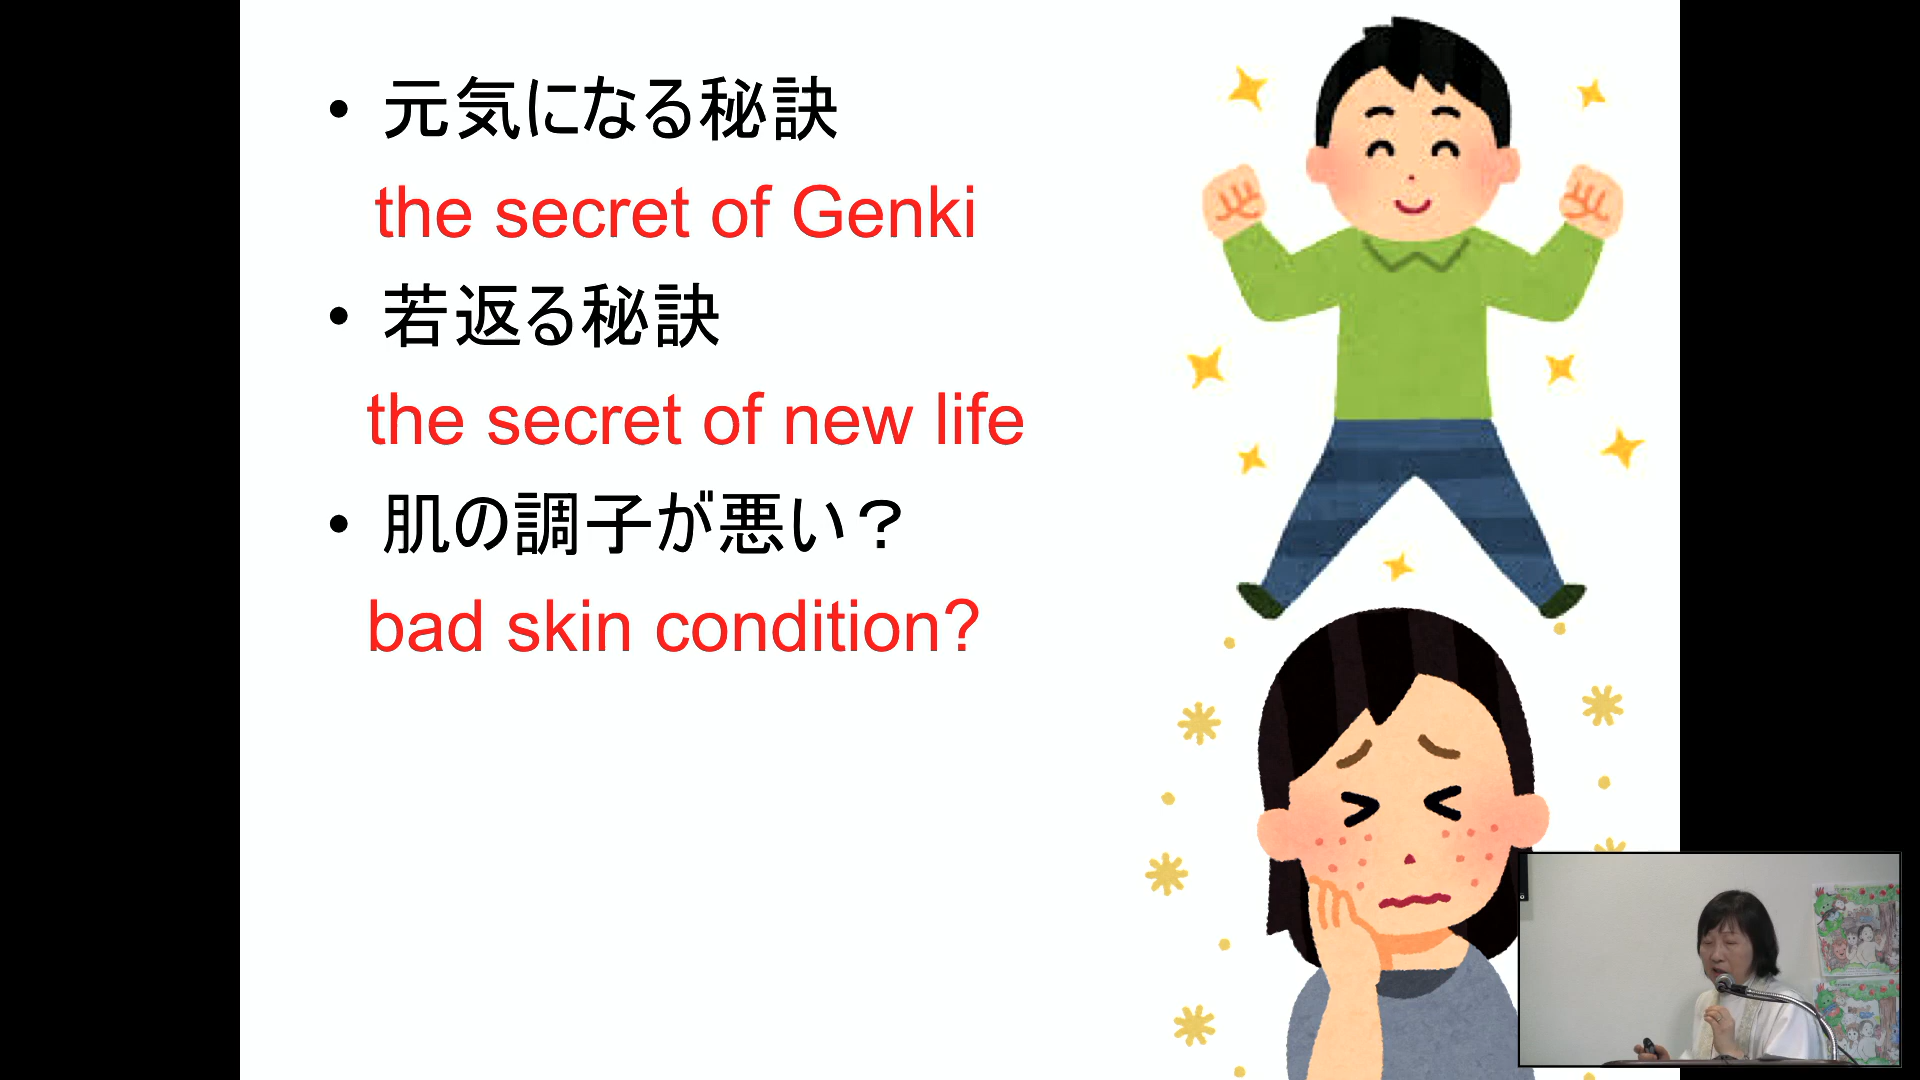 • 元気になる秘訣
the secret of Genki
• 若返る秘訣
the secret of new life
• 肌の調子が悪い？
bad skin condition?